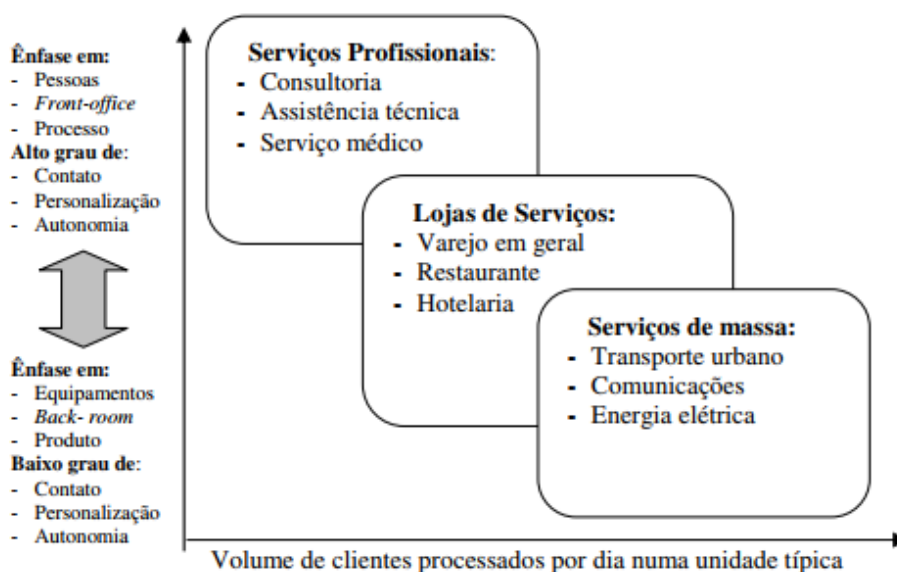 Ênfase em:
- Pessoas
- Front-office
- Processo
Alto grau de:
- Contato
- Personalização
- Autonomia
Ênfase em:
- Equipamentos
- Back- room
- Produto
Baixo grau de:
- Contato
- Personalização
- Autonomia
Serviços Profissionais:
- Consultoria
- Assistência técnica
- Serviço médico
Lojas de Serviços:
- Varejo em geral
- Restaurante
- Hotelaria
Serviços de massa:
- Transporte urbano
- Comunicações
- Energia elétrica
Volume de clientes processados por dia numa unidade típica